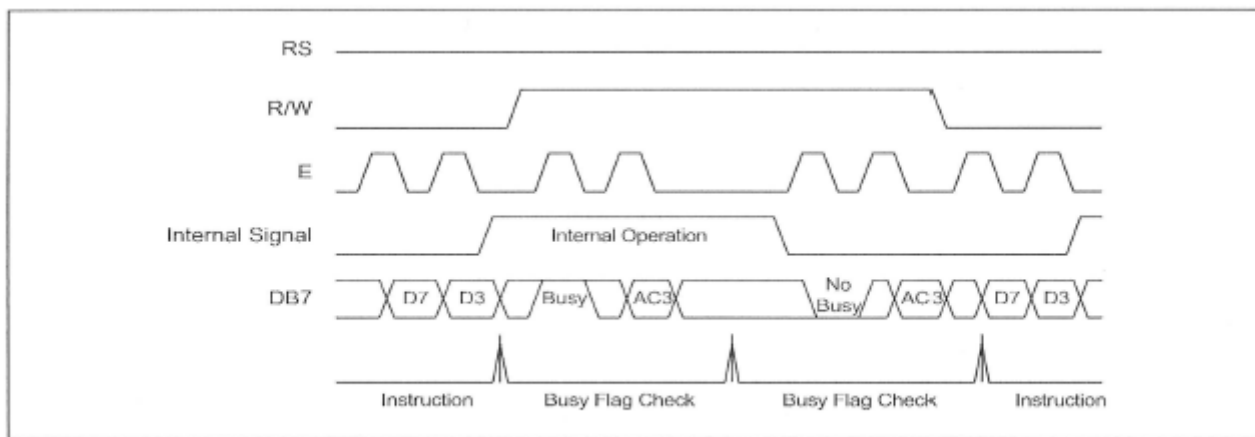 RS
R/W
E
Internal Signal
Internal Operation
DB7
D7
D3
Busy
AC3
No
Busy
AC3
D7
D3
Instruction
Busy Flag Check
Busy Flag Check
Instruction